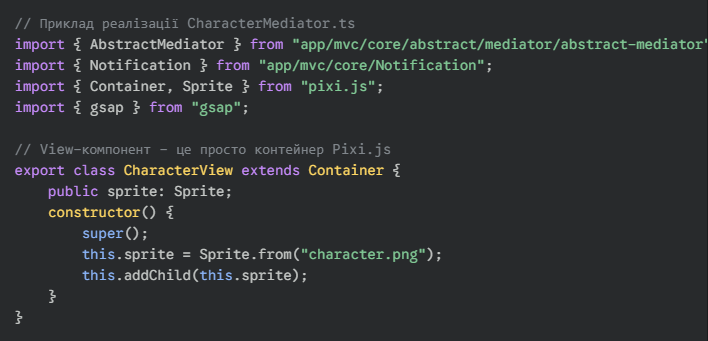 // Приклад реалізації CharacterMediator.ts
import { AbstractMediator } from "app/mvc/core/abstract/mediator/abstract-mediator"
import { Notification } from "app/mvc/core/Notification";
import { Container, Sprite } from "pixi.js";
import { gsap } from "gsap";
// View-компонент - це просто контейнер Pixi.js
export class CharacterView extends Container {
public sprite: Sprite;
constructor() {
super();
this.sprite = Sprite.from("character.png");
this.addChild(this.sprite);
}
}